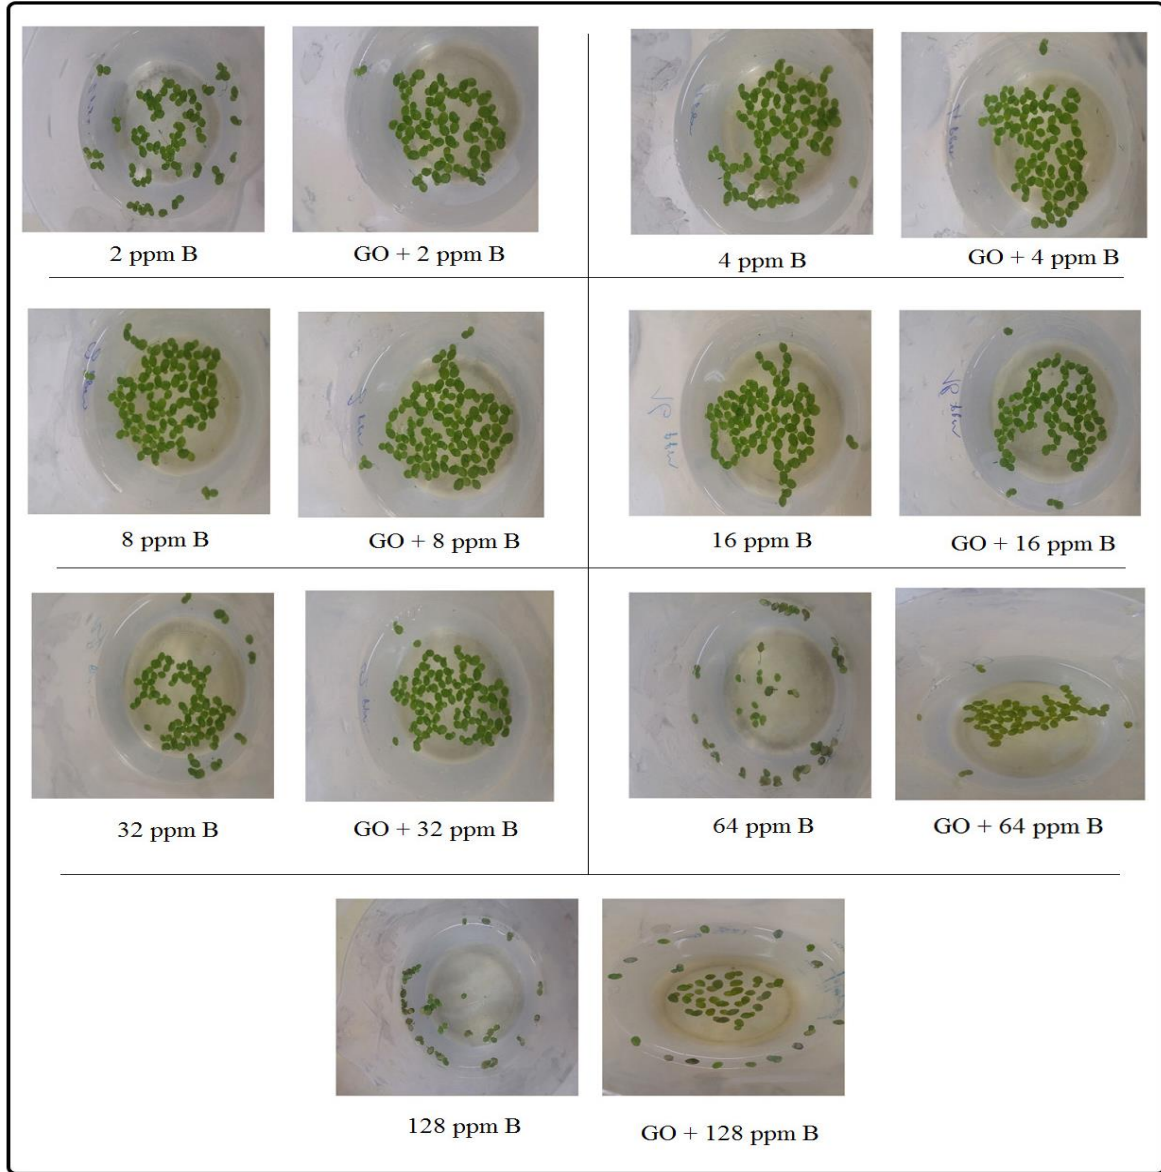 2 ppm B
GO + 2 ppm B
4 ppm B
GO + 4 ppm B
8 ppm B
GO + 8 ppm B
16 ppm B
GO + 16 ppm B
32 ppm B
GO + 32 ppm B
64 ppm B
GO + 64 ppm B
128 ppm B
GO + 128 ppm B